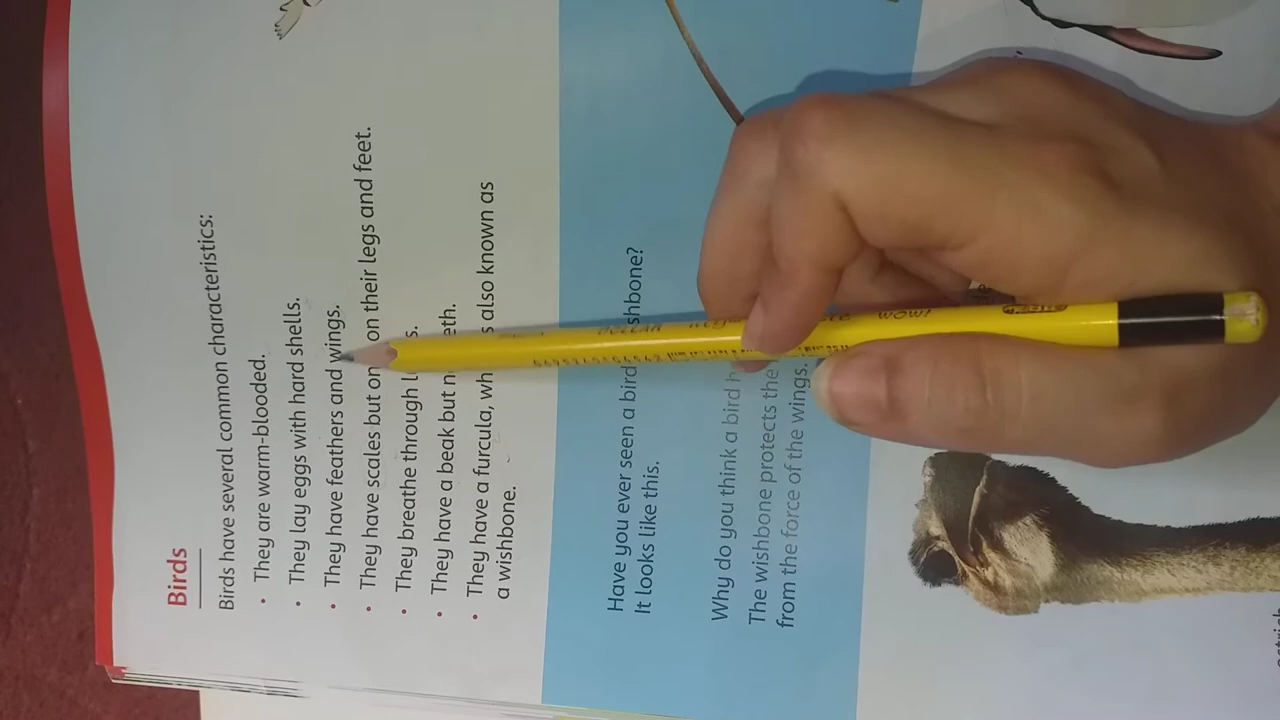 Birds
Birds have several common characteristics:
• They are warm-blooded.
• They lay eggs with hard shells.
• They have feathers and wings.
• They have scales but on on their legs and feet.
• They breathe through l s.
• They have a beak but n eth.
• They have a furcula, wh s also known as
a wishbone.
Have you ever seen a bird shbone?
It looks like this.
Why do you think a bird h
The wishbone protects the
from the force of the wings.